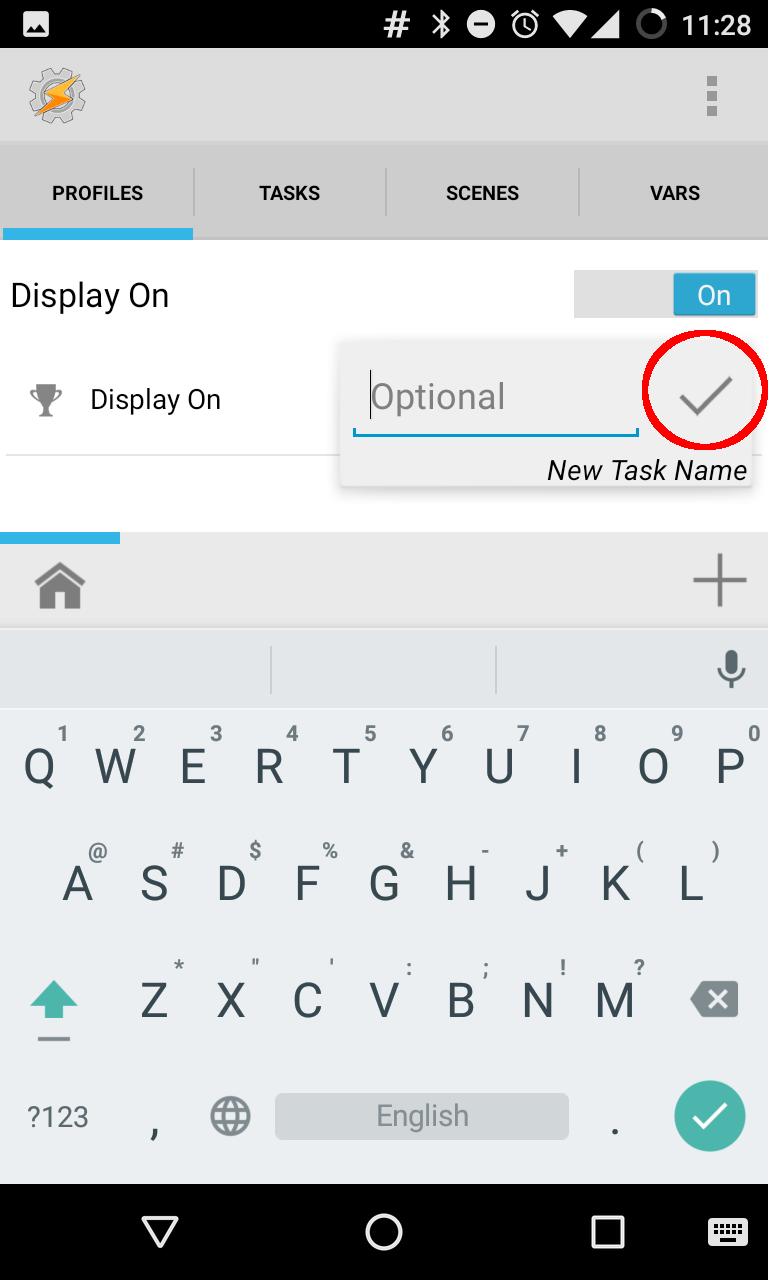 # 11:28
PROFILES TASKS SCENES VARS
Display On On
Display On Optional
New Task Name
1 2 3 4 5 6 7 8 9 0
Q W E R T Y U I O P
@ # $ % & - + ( )
A S D F G H J K L
* " ' : ; ! ?
Z X C V B N M
?123 , English .